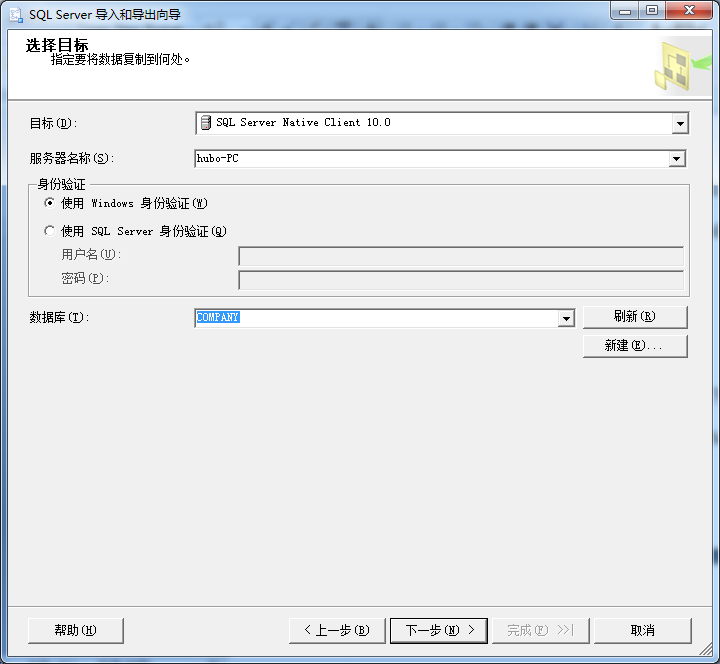 SQL Server 导入和导出向导
选择目标
指定要将数据复制到何处。
目标(D):
SQL Server Native Client 10.0
服务器名称(S):
hubo-PC
身份验证
使用 Windows 身份验证(W)
使用 SQL Server 身份验证(Q)
用户名(U):
密码(P):
数据库(T):
COMPANY
刷新(R)
新建(E)...
帮助(H)
< 上一步(B)
下一步(N) >
完成(F) >>|
取消